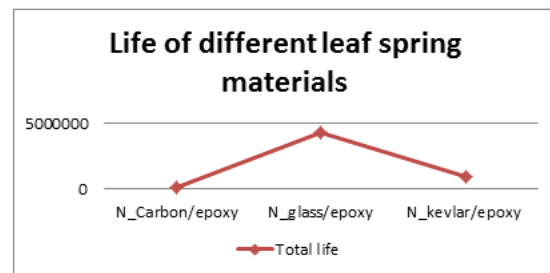 Life of different leaf spring
materials
5000000
0
N_Carbon/epoxy N_glass/epoxy N_kevlar/epoxy
Total life